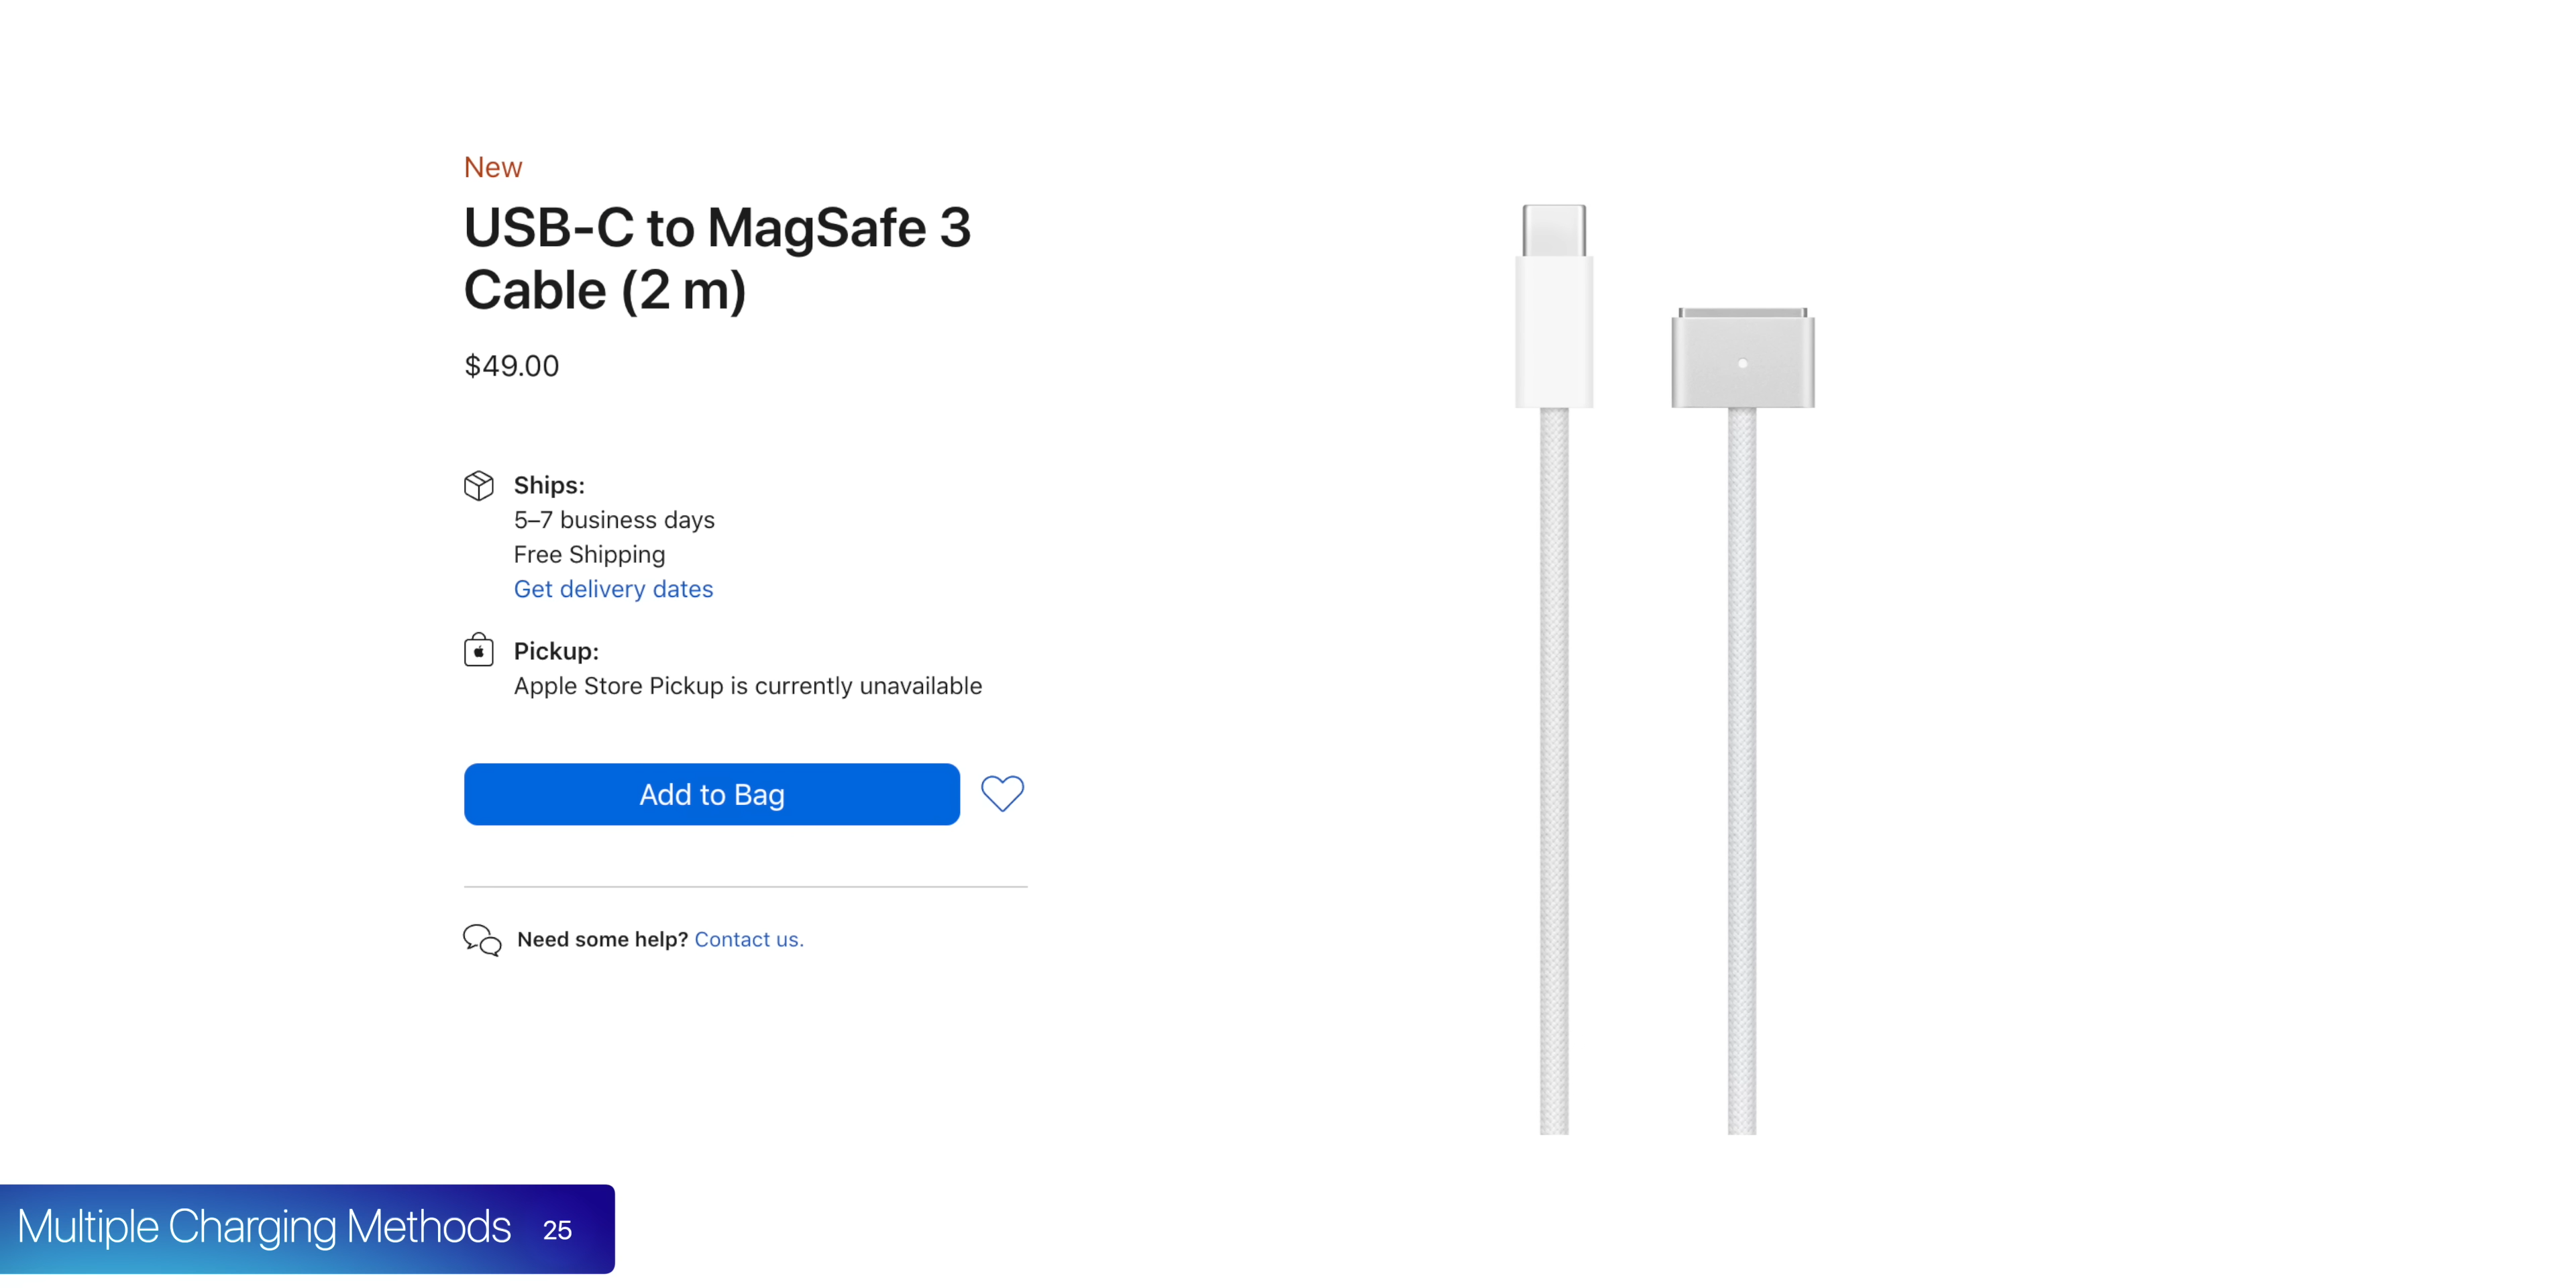 New
USB-C to MagSafe 3
Cable (2 m)
$49.00
Ships:
5–7 business days
Free Shipping
Get delivery dates
Pickup:
Apple Store Pickup is currently unavailable
Add to Bag
Need some help? Contact us.
Multiple Charging Methods 25